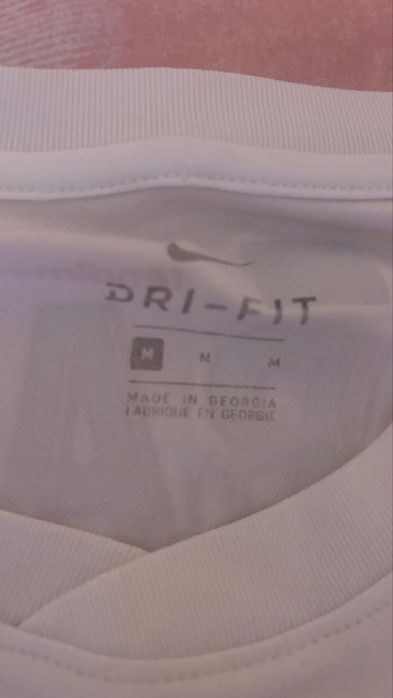 DRI-FIT
M M M
MADE IN GEORGIA
FABRIQUE EN GEORGIE